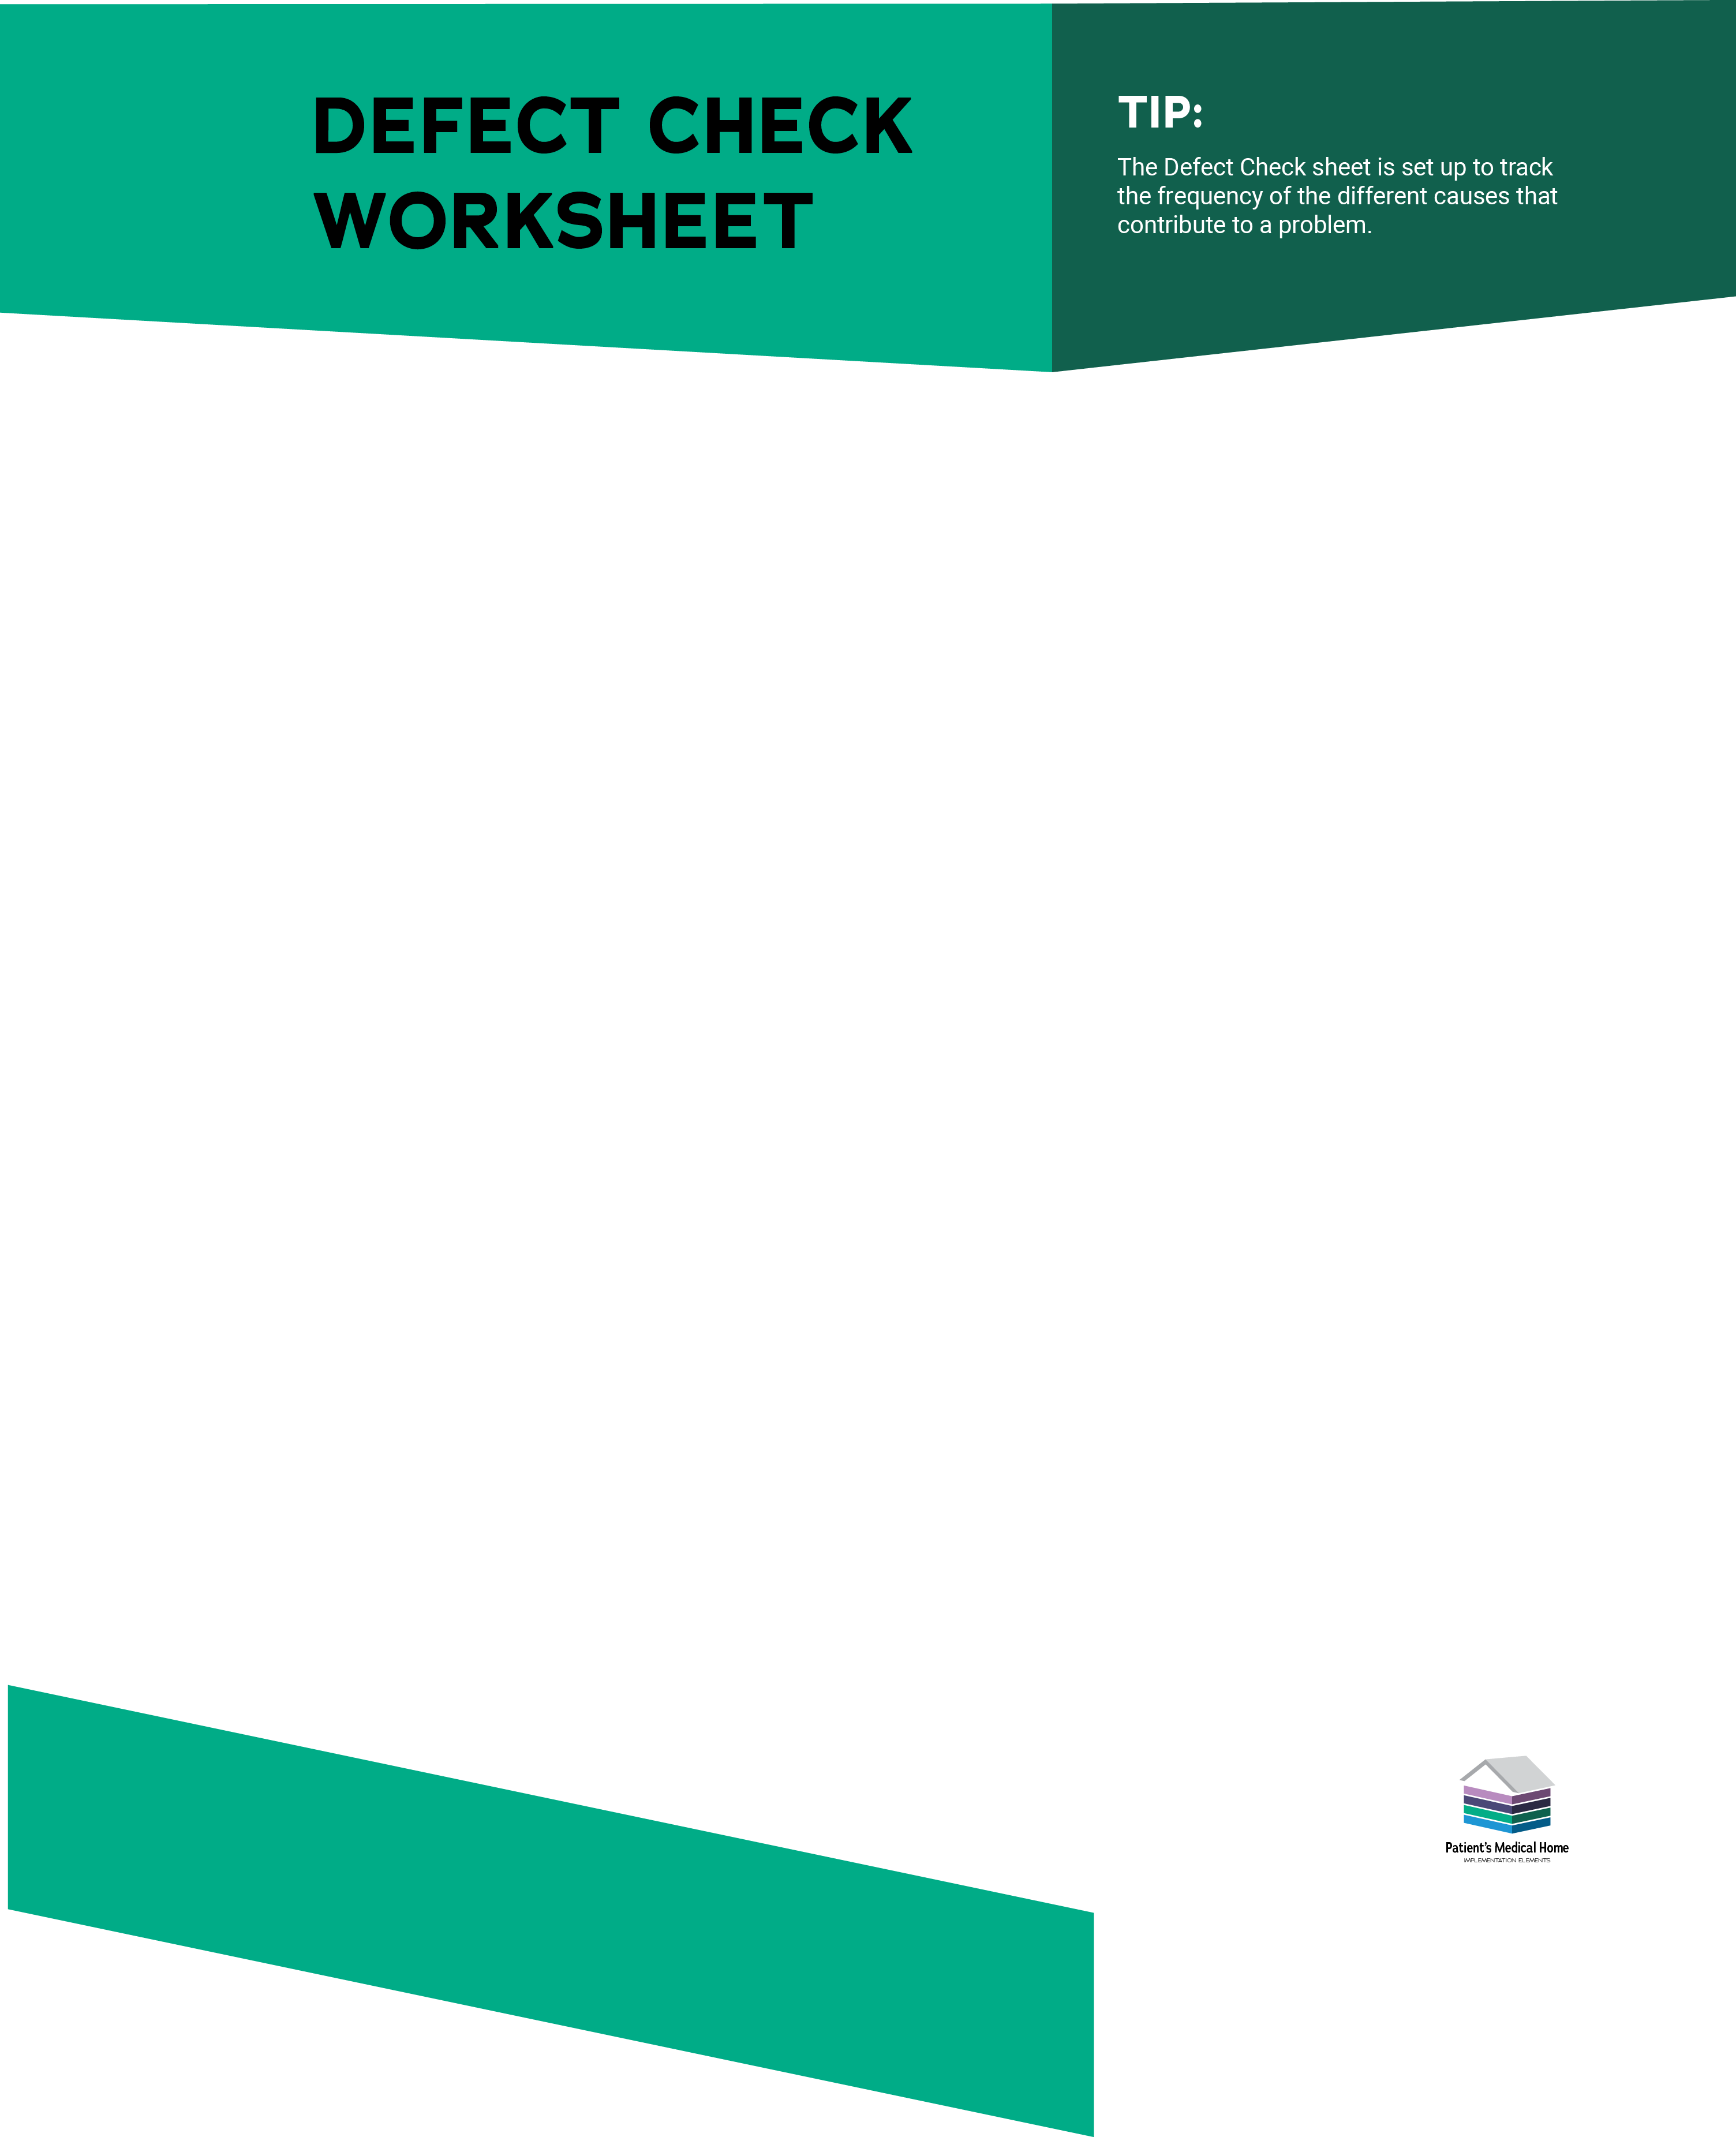 DEFECT CHECK
WORKSHEET
TIP:
The Defect Check sheet is set up to track
the frequency of the different causes that
contribute to a problem.
Patient's Medical Home
IMPLEMENTATION ELEMENTS